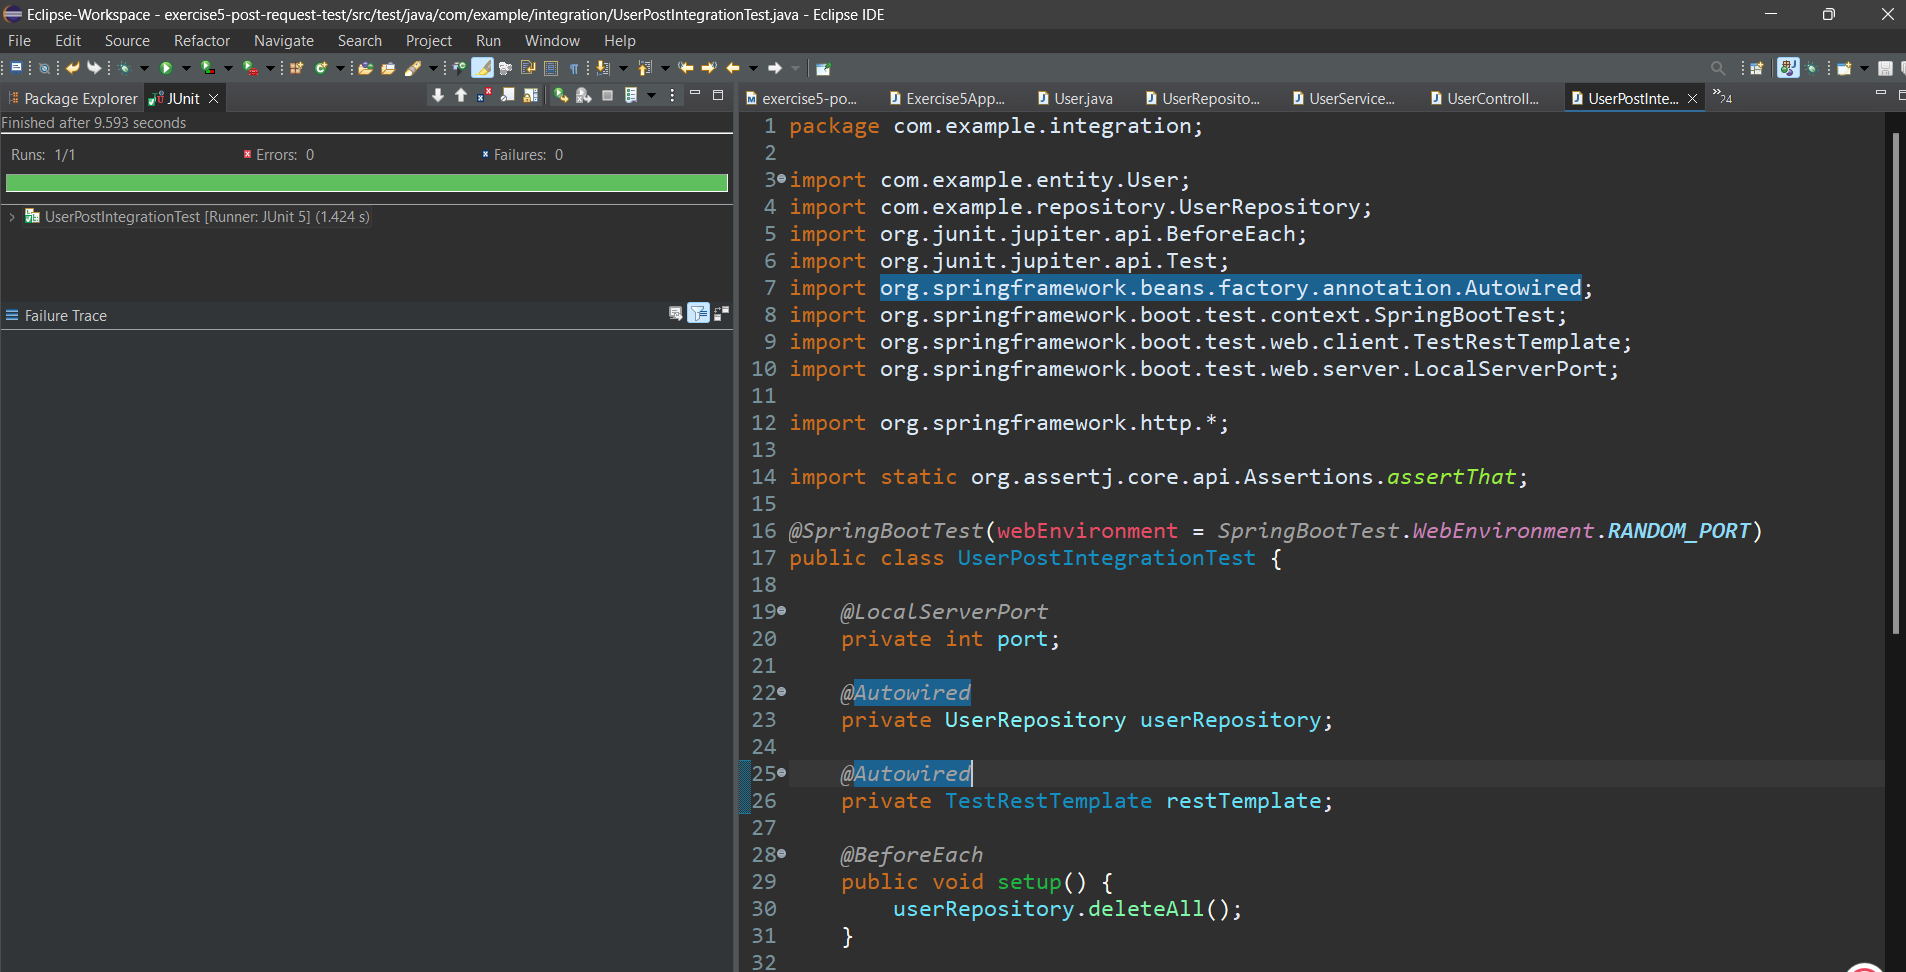 Eclipse-Workspace - exercise5-post-request-test/src/test/java/com/example/integration/UserPostIntegrationTest.java - Eclipse IDE
File Edit Source Refactor Navigate Search Project Run Window Help
Package Explorer JUnit
Finished after 9.593 seconds
Runs: 1/1 Errors: 0 Failures: 0
UserPostIntegrationTest [Runner: JUnit 5] (1.424 s)
Failure Trace
exercise5-po... Exercise5App... User.java UserReposito... UserService... UserControll... UserPostInte... »24
1 package com.example.integration;
2
3 import com.example.entity.User;
4 import com.example.repository.UserRepository;
5 import org.junit.jupiter.api.BeforeEach;
6 import org.junit.jupiter.api.Test;
7 import org.springframework.beans.factory.annotation.Autowired;
8 import org.springframework.boot.test.context.SpringBootTest;
9 import org.springframework.boot.test.web.client.TestRestTemplate;
10 import org.springframework.boot.test.web.server.LocalServerPort;
11
12 import org.springframework.http.*;
13
14 import static org.assertj.core.api.Assertions.assertThat;
15
16 @SpringBootTest(webEnvironment = SpringBootTest.WebEnvironment.RANDOM_PORT)
17 public class UserPostIntegrationTest {
18
19 @LocalServerPort
20 private int port;
21
22 @Autowired
23 private UserRepository userRepository;
24
25 @Autowired
26 private TestRestTemplate restTemplate;
27
28 @BeforeEach
29 public void setup() {
30 userRepository.deleteAll();
31 }
32